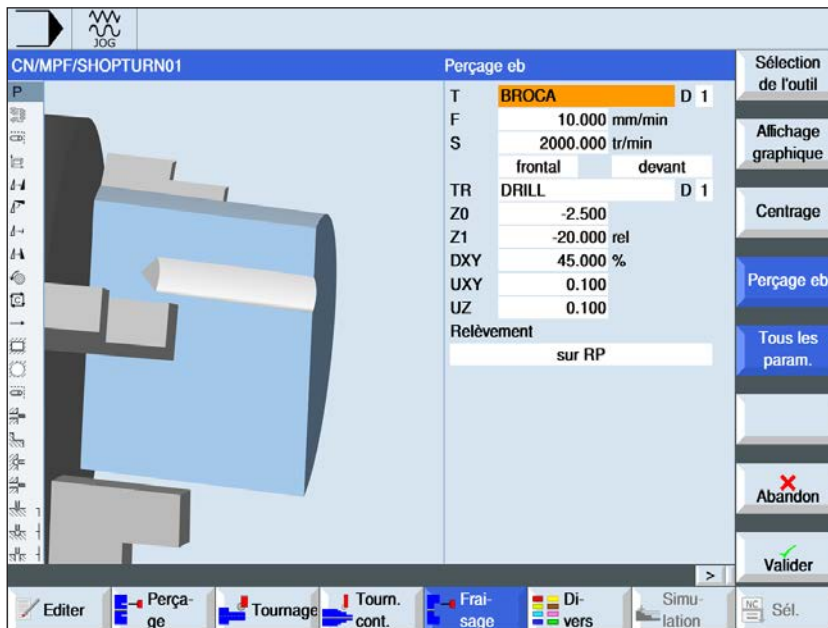 JOG
CN/MPF/SHOPTURN01
Perçage eb
P
T BROCA D 1
F 10.000 mm/min
S 2000.000 tr/min
frontal devant
TR DRILL D 1
Z0 -2.500
Z1 -20.000 rel
DXY 45.000 %
UXY 0.100
UZ 0.100
Relèvement
sur RP
Sélection
de l'outil
Affichage
graphique
Centrage
Perçage eb
Tous les
param.
Abandon
Valider
>
Editer
Perça-
ge
Tournage
Tourn.
cont.
Frai-
sage
Di-
vers
Simu-
lation
NC
Sél.